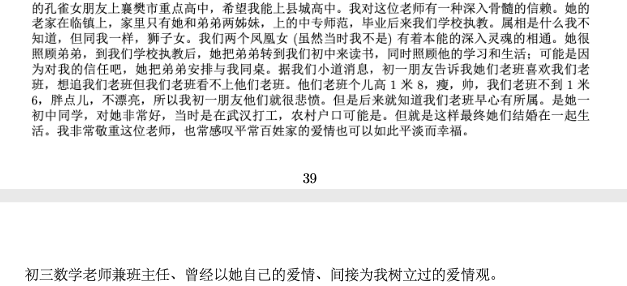 的孔雀女朋友上襄樊市重点高中，希望我能上县城高中。我对这位老师有一种深入骨髓的信赖。她的
老家在临镇上，家里只有她和弟弟两姊妹，上的中专师范，毕业后来我们学校执教。属相是什么我不
知道，但同我一样，狮子女。我们两个凤凰女（虽然当时我不是）有着本能的深入灵魂的相通。她很
照顾弟弟，到我们学校执教后，她把弟弟转到我们初中来读书，同时照顾他的学习和生活；可能是因
为对我的信任吧，她把弟弟安排与我同桌。据我们小道消息，初一朋友告诉我她们老班喜欢我们老
班，想追我们老班但我们老班看不上他们老班。他们老班个儿高 1 米 8，瘦，帅，我们老班不到 1 米
6，胖点儿，不漂亮，所以我初一朋友他们就很悲愤。但是后来就知道我们老班早心有所属。是她一
初中同学，对她非常好，当时是在武汉打工，农村户口可能是。但就是这样最终她们结婚在一起生
活。我非常敬重这位老师，也常感叹平常百姓家的爱情也可以如此平淡而幸福。
39
初三数学老师兼班主任、曾经以她自己的爱情、间接为我树立过的爱情观。